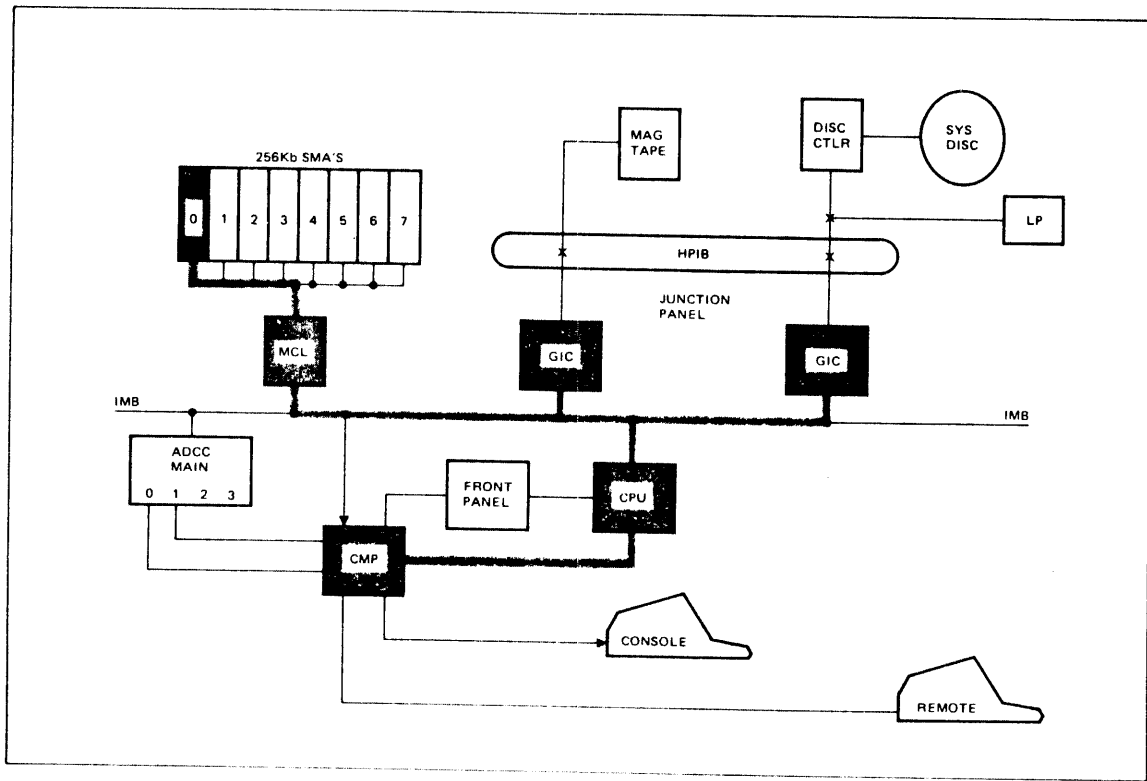 256Kb SMA'S
0 1 2 3 4 5 6 7
MAG
TAPE
DISC
CTLR
SYS
DISC
LP
HPIB
JUNCTION
PANEL
MCL
GIC
GIC
IMB
IMB
ADCC
MAIN
0 1 2 3
FRONT
PANEL
CPU
CMP
CONSOLE
REMOTE